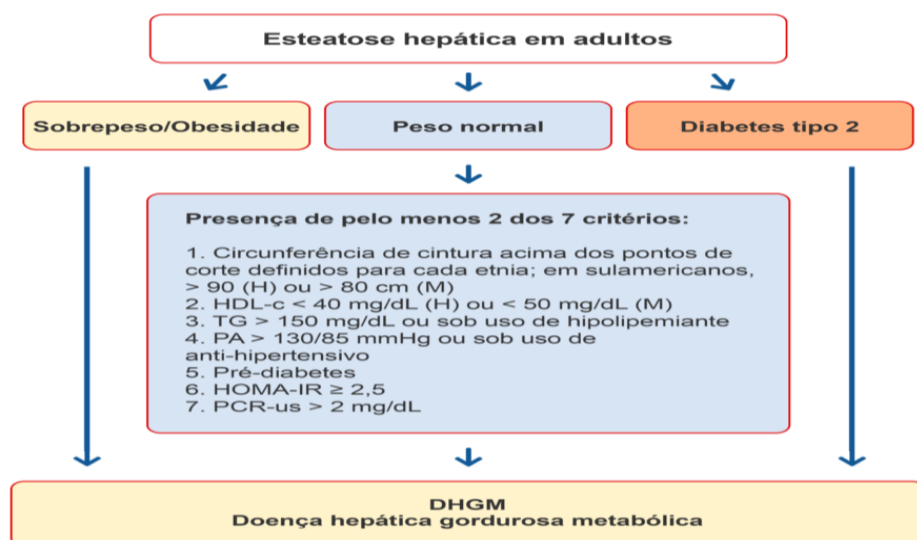 Esteatose hepática em adultos
Sobrepeso/Obesidade
Peso normal
Diabetes tipo 2
Presença de pelo menos 2 dos 7 critérios:
1. Circunferência de cintura acima dos pontos de
corte definidos para cada etnia; em sulamericanos,
> 90 (H) ou > 80 cm (M)
2. HDL-c < 40 mg/dL (H) ou < 50 mg/dL (M)
3. TG > 150 mg/dL ou sob uso de hipolipemiante
4. PA > 130/85 mmHg ou sob uso de
anti-hipertensivo
5. Pré-diabetes
6. HOMA-IR ≥ 2,5
7. PCR-us > 2 mg/dL
DHGM
Doença hepática gordurosa metabólica